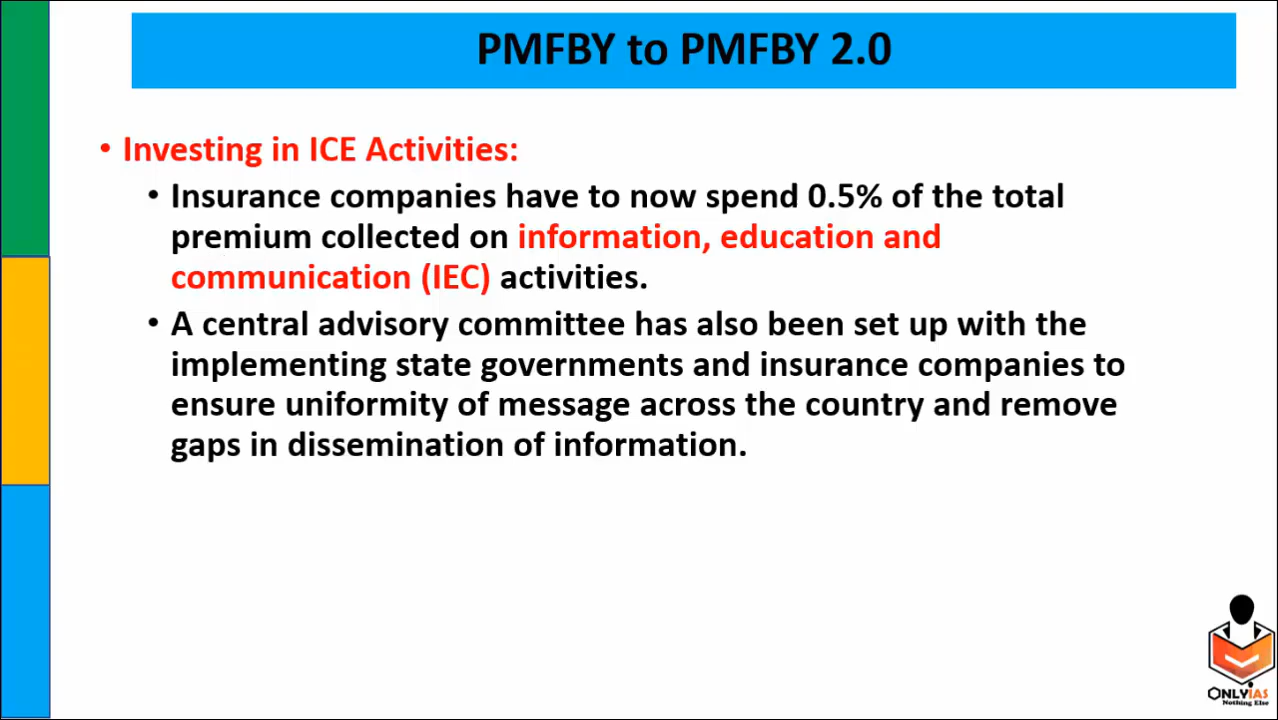 PMFBY to PMFBY 2.0
• Investing in ICE Activities:
• Insurance companies have to now spend 0.5% of the total
premium collected on information, education and
communication (IEC) activities.
• A central advisory committee has also been set up with the
implementing state governments and insurance companies to
ensure uniformity of message across the country and remove
gaps in dissemination of information.
ONLYIAS
Nothing Else